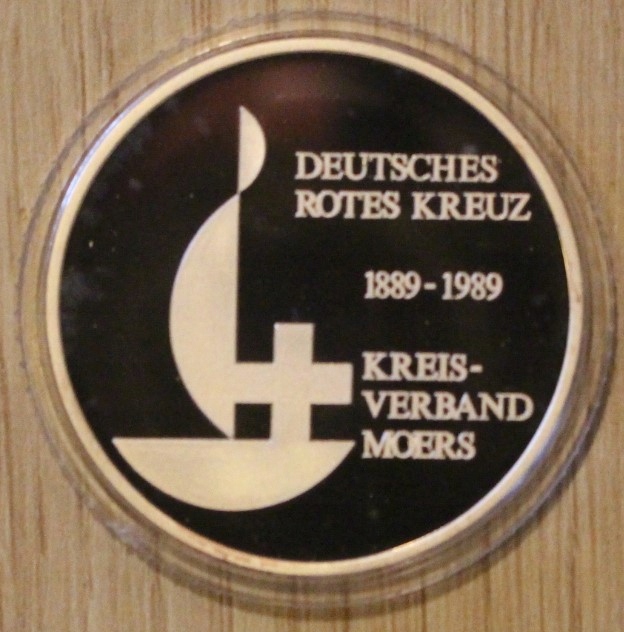 DEUTSCHES
ROTES KREUZ
1889-1989
KREIS-
VERBAND
MOERS